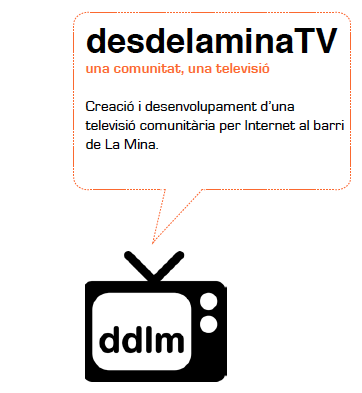 desdelaminaTV
una comunitat, una televisió
Creació i desenvolupament d'una
televisió comunitària per Internet al barri
de La Mina.
ddlm